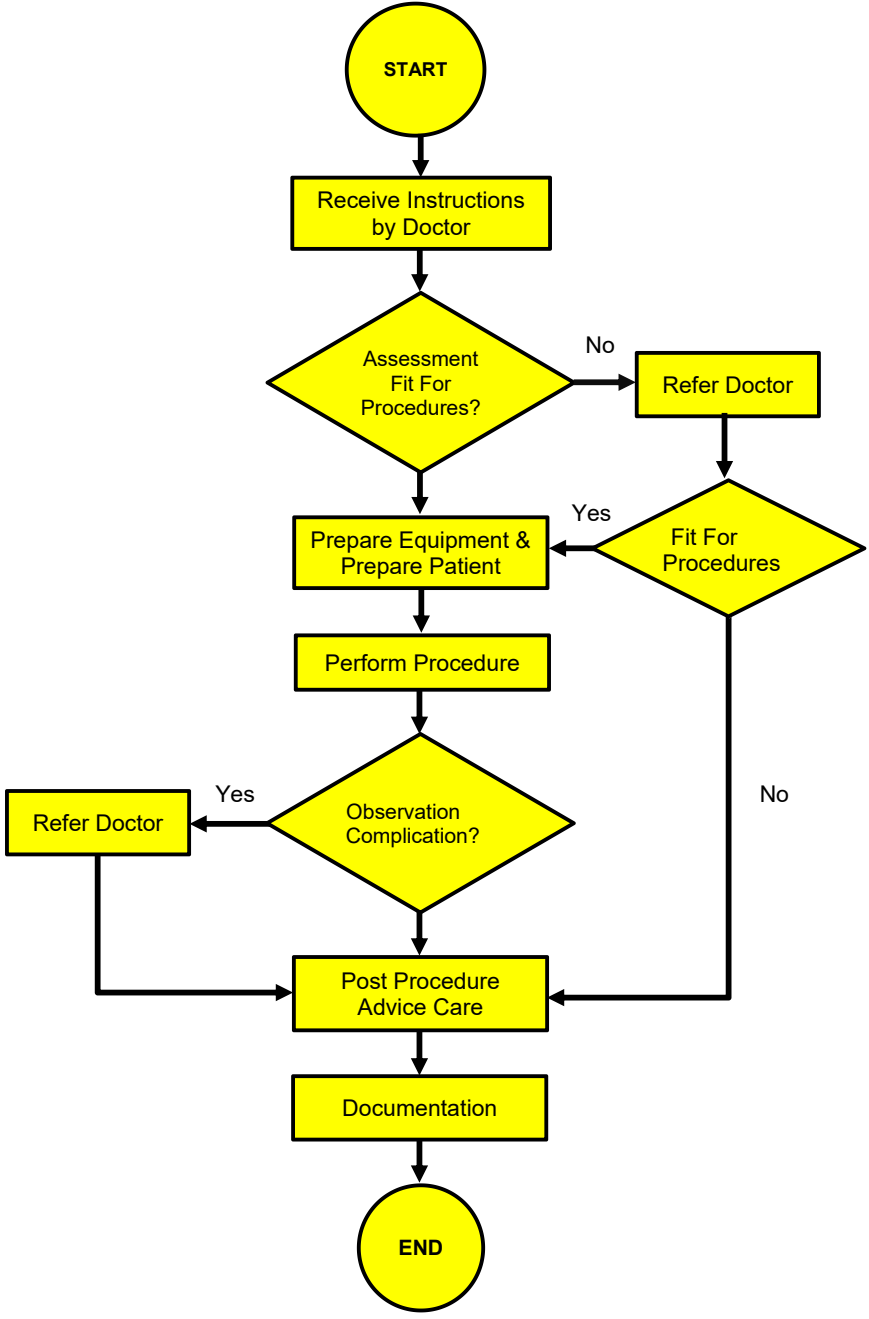 START
Receive Instructions
by Doctor
Assessment
Fit For
Procedures?
No
Refer Doctor
Yes
Fit For
Procedures
Prepare Equipment &
Prepare Patient
Perform Procedure
Observation
Complication?
Yes
Refer Doctor
No
Post Procedure
Advice Care
Documentation
END